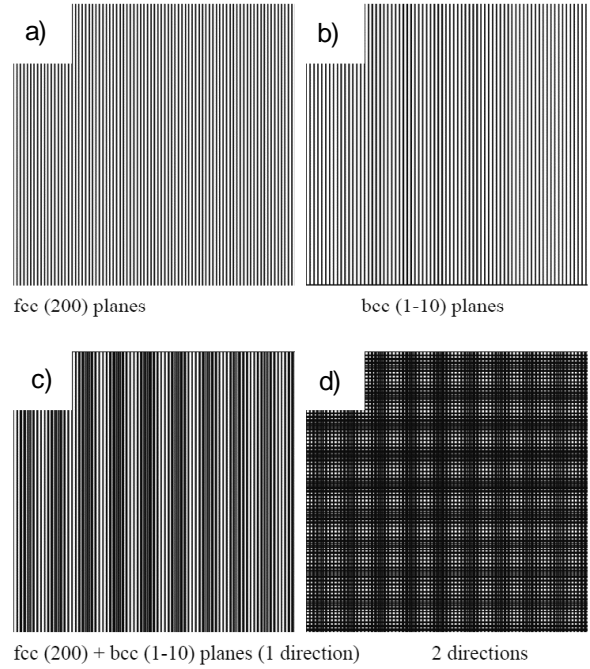 a)
b)
fcc (200) planes
bcc (1-10) planes
c)
d)
fcc (200) + bcc (1-10) planes (1 direction)
2 directions